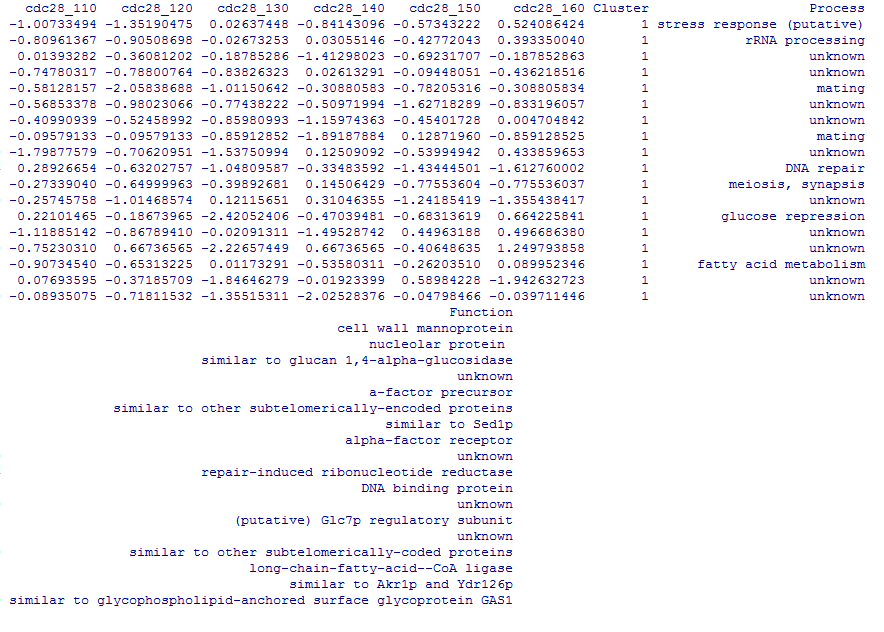 cdc28_110 cdc28_120 cdc28_130 cdc28_140 cdc28_150 cdc28_160 Cluster Process
-1.00733494 -1.35190475 0.02637448 -0.84143096 -0.57343222 0.524086424 1 stress response (putative)
-0.80961367 -0.90508698 -0.02673253 0.03055146 -0.42772043 0.393350040 1 rRNA processing
0.01393282 -0.36081202 -0.18785286 -1.41298023 -0.69231707 -0.187852863 1 unknown
-0.74780317 -0.78800764 -0.83826323 0.02613291 -0.09448051 -0.436218516 1 unknown
-0.58128157 -2.05838688 -1.01150642 -0.30880583 -0.78205316 -0.308805834 1 mating
-0.56853378 -0.98023066 -0.77438222 -0.50971994 -1.62718289 -0.833196057 1 unknown
-0.40990939 -0.52458992 -0.85980993 -1.15974363 -0.45401728 0.004704842 1 unknown
-0.09579133 -0.09579133 -0.85912852 -1.89187884 0.12871960 -0.859128525 1 mating
-1.79877579 -0.70620951 -1.53750994 0.12509092 -0.53994942 0.433859653 1 unknown
0.28926654 -0.63202757 -1.04809587 -0.33483592 -1.43444501 -1.612760002 1 DNA repair
-0.27339040 -0.64999963 -0.39892681 0.14506429 -0.77553604 -0.775536037 1 meiosis, synapsis
-0.25745758 -1.01468574 0.12115651 0.31046355 -1.24185419 -1.355438417 1 unknown
0.22101465 -0.18673965 -2.42052406 -0.47039481 -0.68313619 0.664225841 1 glucose repression
-1.11885142 -0.86789410 -0.02091311 -1.49528742 0.44963188 0.496686380 1 unknown
-0.75230310 0.66736565 -2.22657449 0.66736565 -0.40648635 1.249793858 1 unknown
-0.90734540 -0.65313225 0.01173291 -0.53580311 -0.26203510 0.089952346 1 fatty acid metabolism
0.07693595 -0.37185709 -1.84646279 -0.01923399 0.58984228 -1.942632723 1 unknown
-0.08935075 -0.71811532 -1.35515311 -2.02528376 -0.04798466 -0.039711446 1 unknown
Function
cell wall mannoprotein
nucleolar protein
similar to glucan 1,4-alpha-glucosidase
unknown
a-factor precursor
similar to other subtelomerically-encoded proteins
similar to Sed1p
alpha-factor receptor
unknown
repair-induced ribonucleotide reductase
DNA binding protein
unknown
(putative) Glc7p regulatory subunit
unknown
similar to other subtelomerically-coded proteins
long-chain-fatty-acid--CoA ligase
similar to Akr1p and Ydr126p
similar to glycophospholipid-anchored surface glycoprotein GAS1